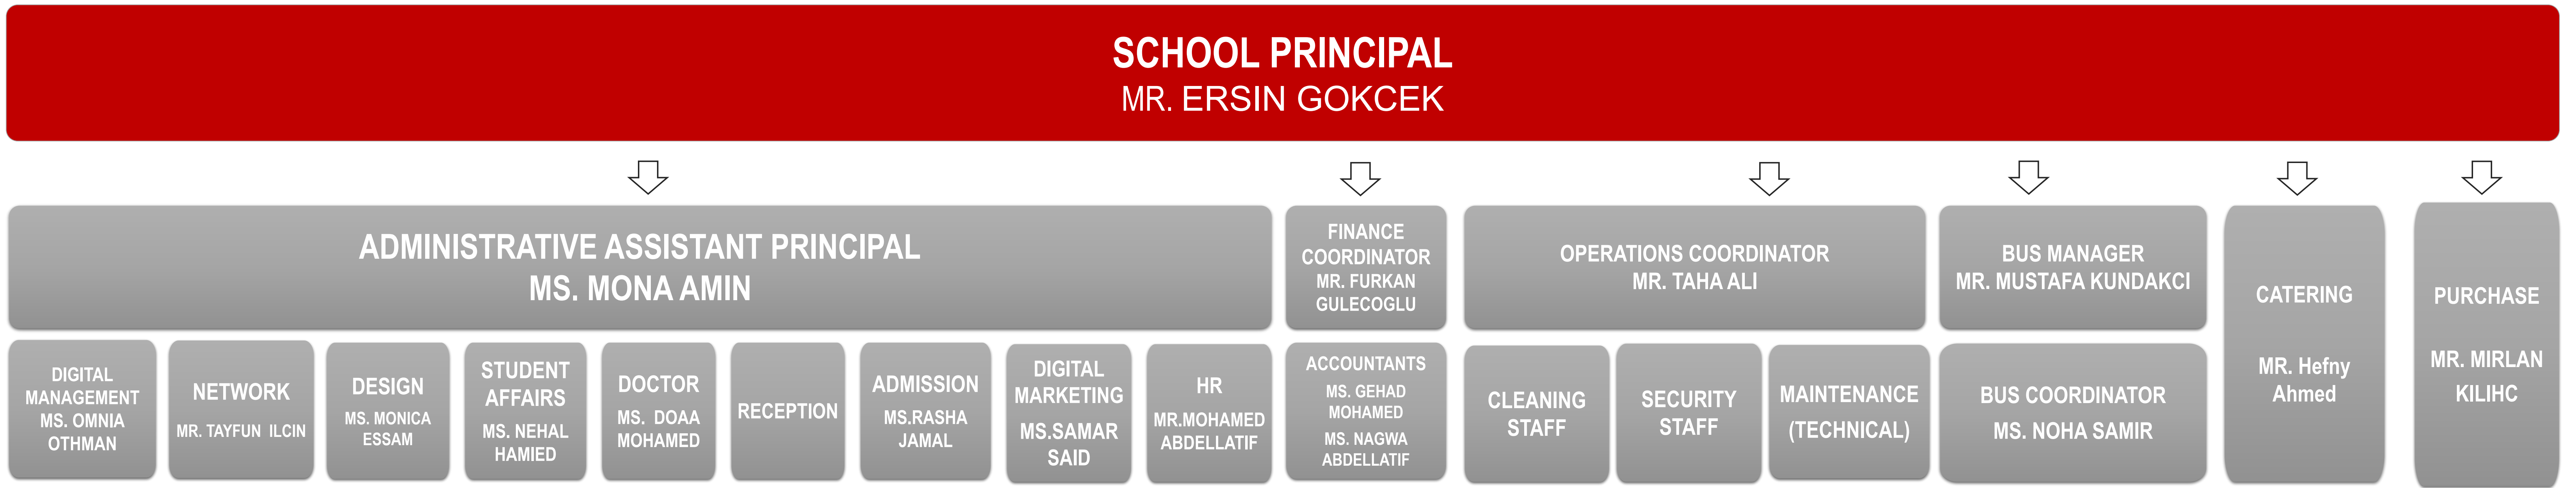 SCHOOL PRINCIPAL
MR. ERSIN GOKCEK
ADMINISTRATIVE ASSISTANT PRINCIPAL
MS. MONA AMIN
FINANCE
COORDINATOR
MR. FURKAN
GULECOGLU
OPERATIONS COORDINATOR
MR. TAHA ALI
BUS MANAGER
MR. MUSTAFA KUNDAKCI
CATERING
MR. Hefny
Ahmed
PURCHASE
MR. MIRLAN
KILIHC
DIGITAL
MANAGEMENT
MS. OMNIA
OTHMAN
NETWORK
MR. TAYFUN ILCIN
DESIGN
MS. MONICA
ESSAM
STUDENT
AFFAIRS
MS. NEHAL
HAMIED
DOCTOR
MS. DOAA
MOHAMED
RECEPTION
ADMISSION
MS.RASHA
JAMAL
DIGITAL
MARKETING
MS.SAMAR
SAID
HR
MR.MOHAMED
ABDELLATIF
ACCOUNTANTS
MS. GEHAD
MOHAMED
MS. NAGWA
ABDELLATIF
CLEANING
STAFF
SECURITY
STAFF
MAINTENANCE
(TECHNICAL)
BUS COORDINATOR
MS. NOHA SAMIR